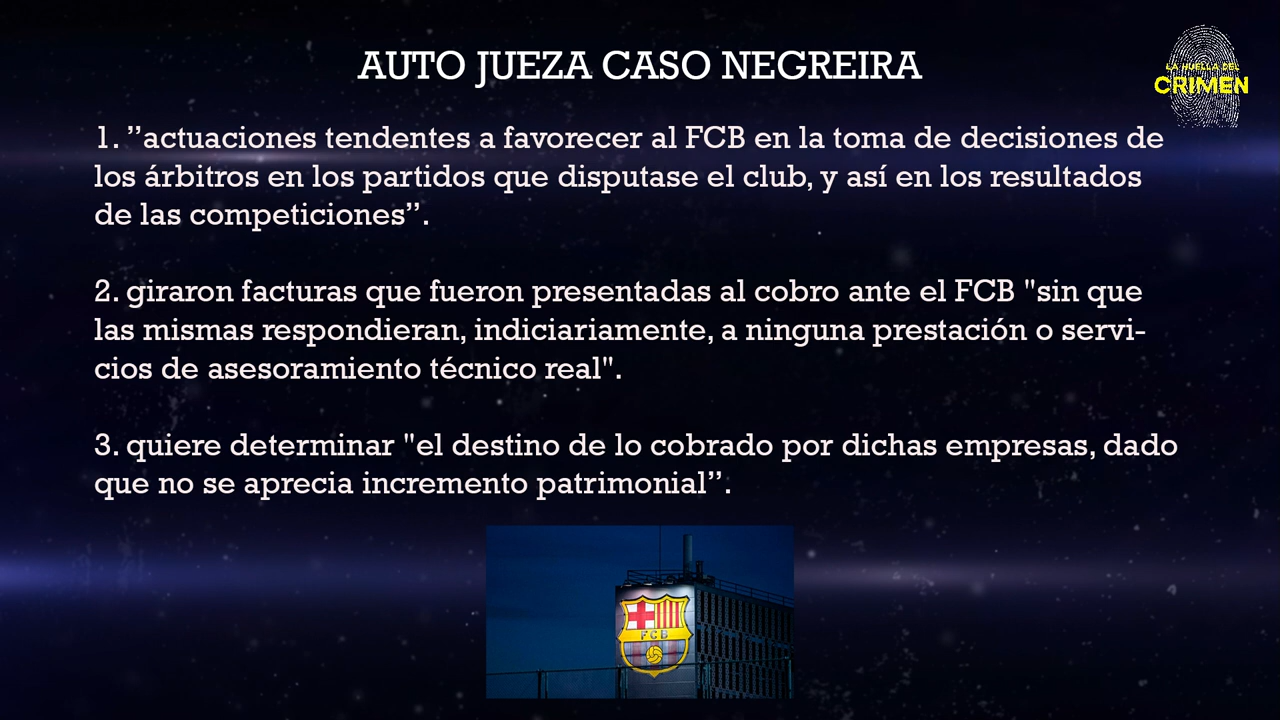 AUTO JUEZA CASO NEGREIRA
LA HUELLA DEL
CRIMEN
1. ”actuaciones tendentes a favorecer al FCB en la toma de decisiones de
los árbitros en los partidos que disputase el club, y así en los resultados
de las competiciones”.
2. giraron facturas que fueron presentadas al cobro ante el FCB "sin que
las mismas respondieran, indiciariamente, a ninguna prestación o servi-
cios de asesoramiento técnico real".
3. quiere determinar "el destino de lo cobrado por dichas empresas, dado
que no se aprecia incremento patrimonial”.
FCB